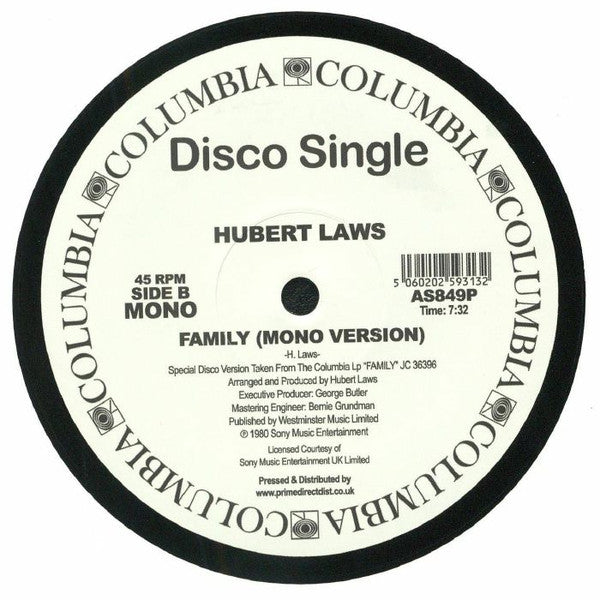 COLUMBIA COLUMBIA COLUMBIA COLUMBIA COLUMBIA COLUMBIA COLUMBIA COLUMBIA
Disco Single
HUBERT LAWS
45 RPM
SIDE B
MONO
5 060202 593132
AS849P
Time: 7:32
FAMILY (MONO VERSION)
-H. Laws-
Special Disco Version Taken From The Columbia Lp "FAMILY" JC 36396
Arranged and Produced by Hubert Laws
Executive Producer: George Butler
Mastering Engineer: Bernie Grundman
Published by Westminster Music Limited
℗ 1980 Sony Music Entertainment
Licensed Courtesy of
Sony Music Entertainment UK Limited
Pressed & Distributed by
www.primedirectdist.co.uk